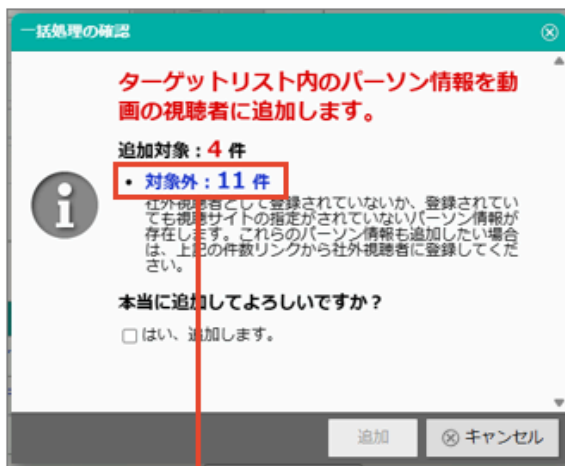 一括処理の確認
ターゲットリスト内のパーソン情報を動
画の視聴者に追加します。
追加対象：4 件
• 対象外：11 件
社外視聴者として登録されていないか、登録されてい
ても視聴サイトの指定がされていないパーソン情報が
存在します。これらのパーソン情報も追加したい場合
は、上記の件数リンクから社外視聴者に登録してくだ
さい。
本当に追加してよろしいですか？
はい、追加します。
追加
キャンセル